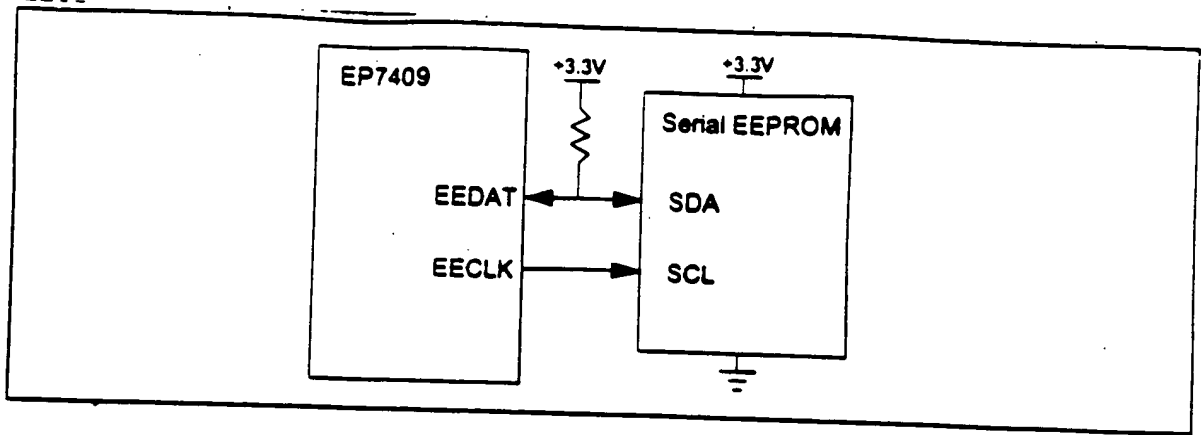 EP7409
+3.3V
+3.3V
Serial EEPROM
EEDAT
SDA
EECLK
SCL